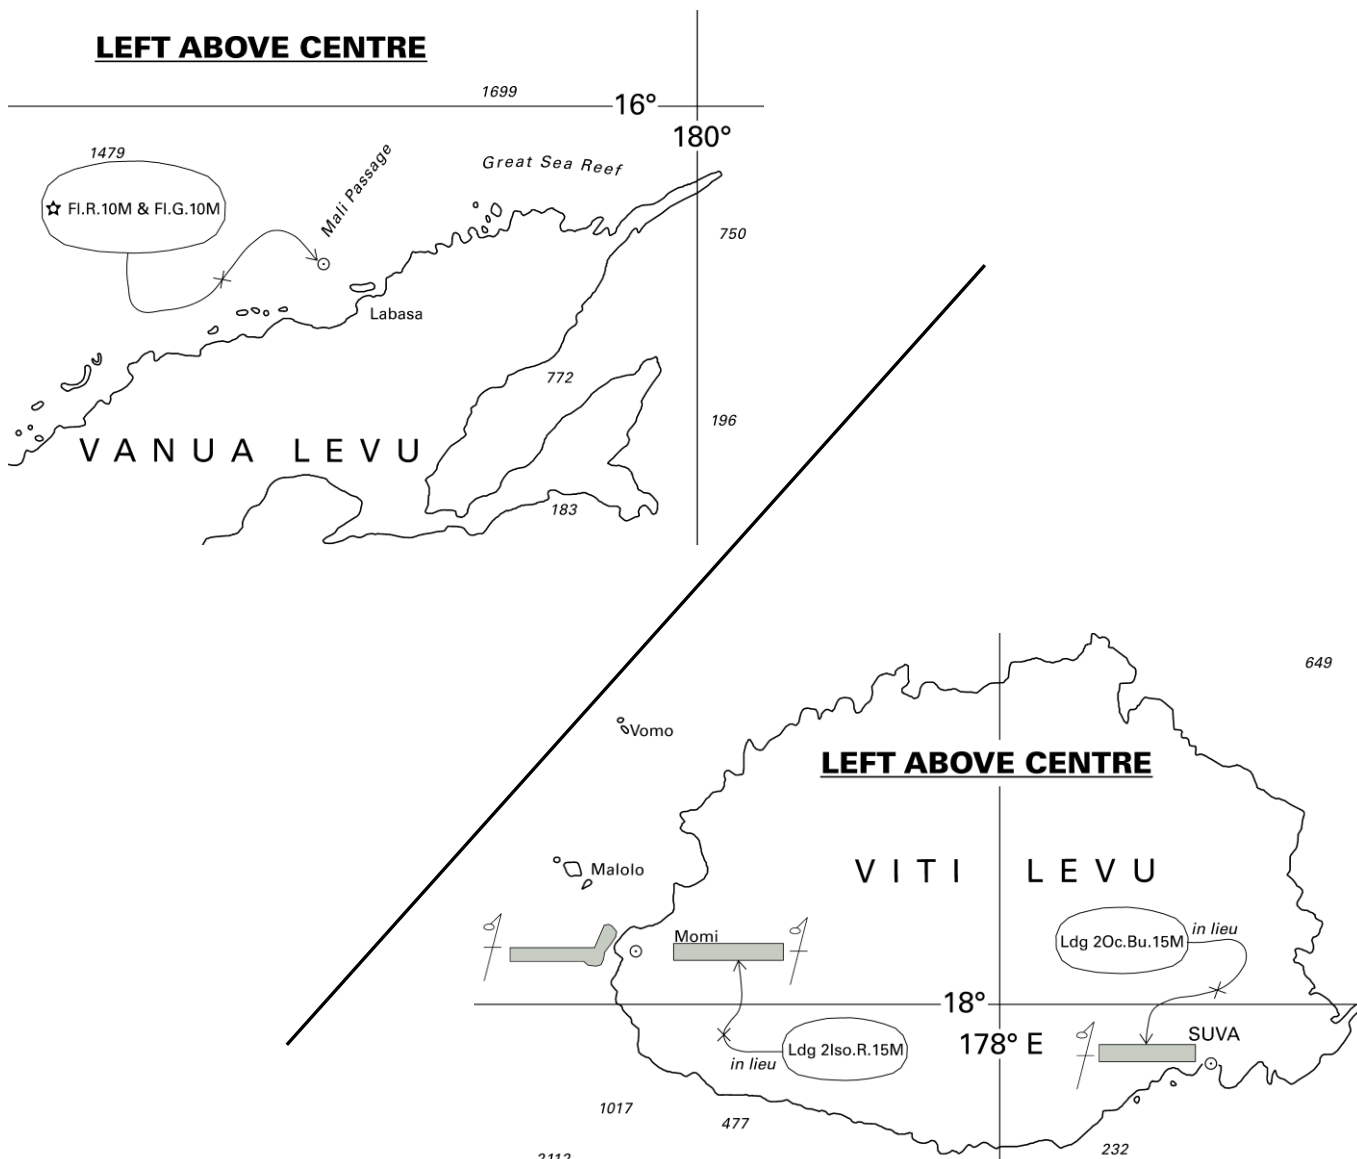 LEFT ABOVE CENTRE
1699
16°
180°
1479
Great Sea Reef
Mali Passage
Fl.R.10M & Fl.G.10M
750
Labasa
772
196
VANUA LEVU
183
649
Vomo
LEFT ABOVE CENTRE
Malolo
VITI LEVU
in lieu
Momi
Ldg 2Oc.Bu.15M
18°
SUVA
178° E
Ldg 2Iso.R.15M
in lieu
1017
477
232
2112